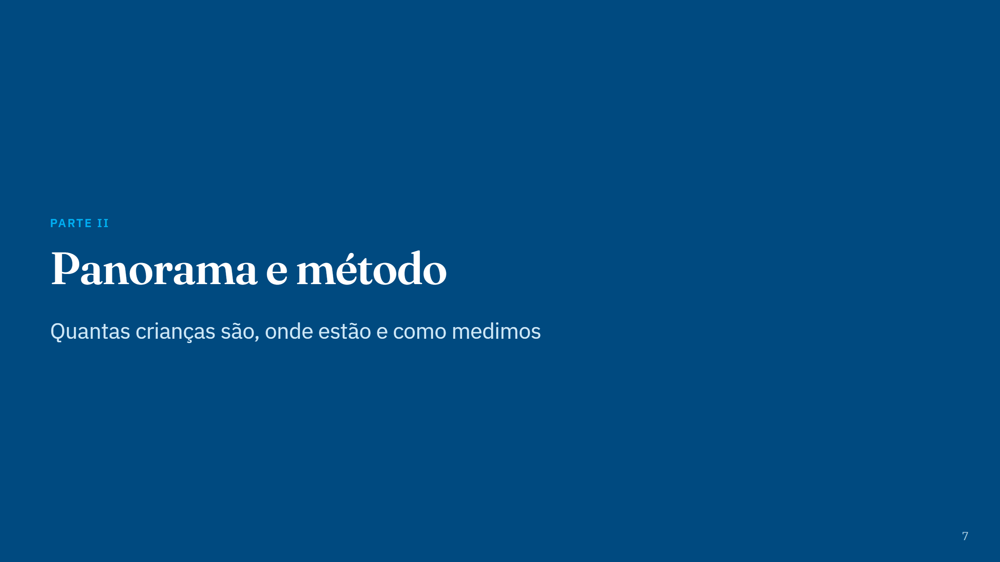 PARTE II
Panorama e método
Quantas crianças são, onde estão e como medimos
7